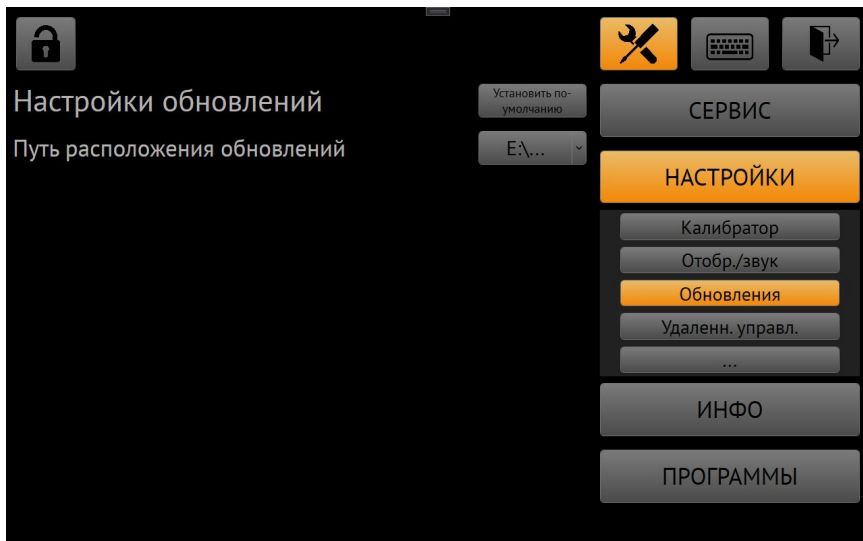 Настройки обновлений
Установить по-
умолчанию
Путь расположения обновлений
E:\...
СЕРВИС
НАСТРОЙКИ
Калибратор
Отобр./звук
Обновления
Удаленн. управл.
...
ИНФО
ПРОГРАММЫ